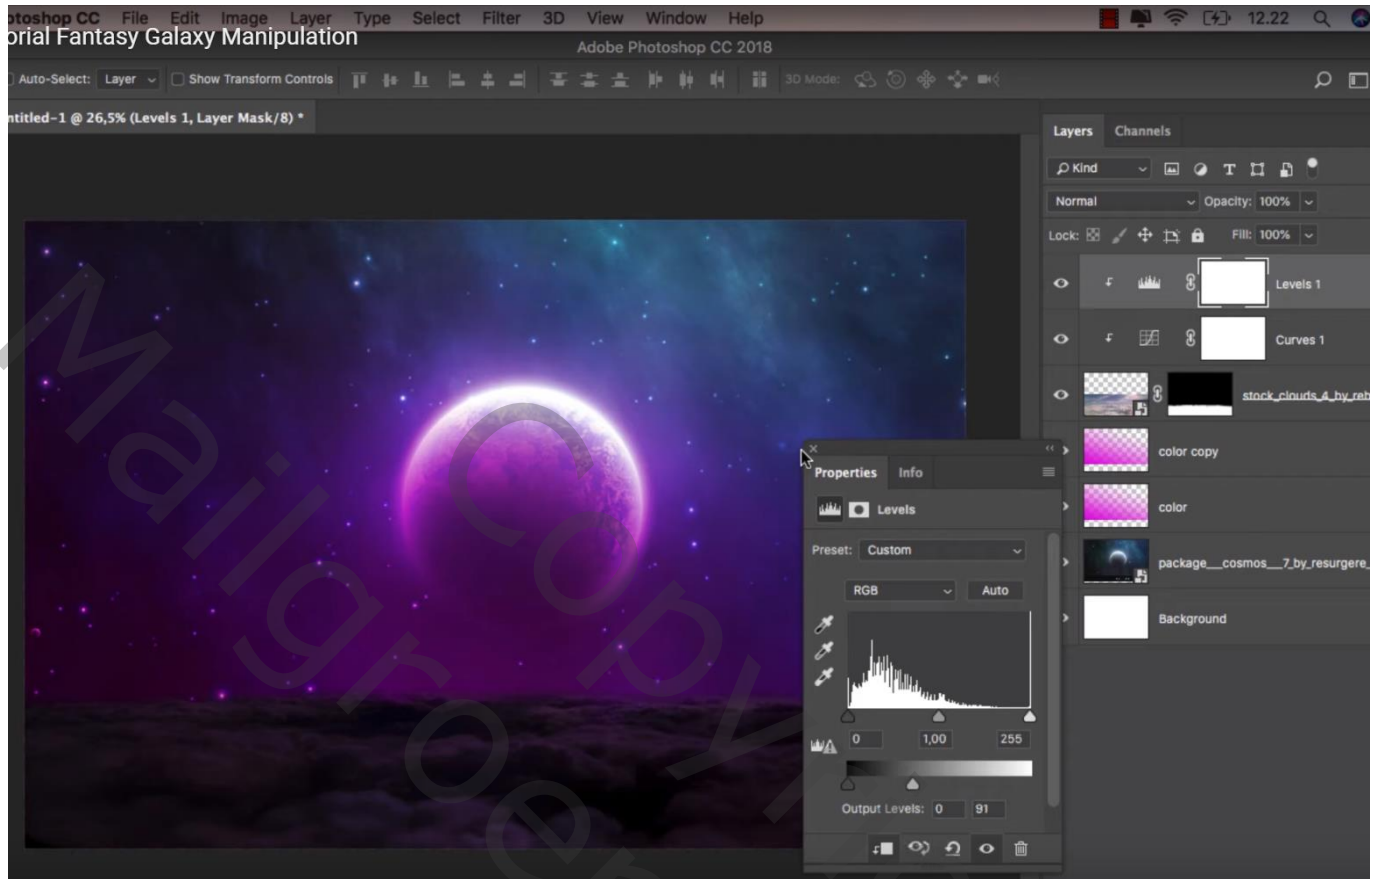 otoshop CC File Edit Image Layer Type Select Filter 3D View Window Help 12.22
orial Fantasy Galaxy Manipulation
Adobe Photoshop CC 2018
Auto-Select: Layer Show Transform Controls 3D Mode:
ntitled-1 @ 26,5% (Levels 1, Layer Mask/8) *
Layers Channels
Kind
Normal Opacity: 100%
Lock: Fill: 100%
Levels 1
Curves 1
stock_clouds_4_by_reb
color copy
color
package__cosmos__7_by_resurgere_
Background
Properties Info
Levels
Preset: Custom
RGB Auto
0 1,00 255
Output Levels: 0 91